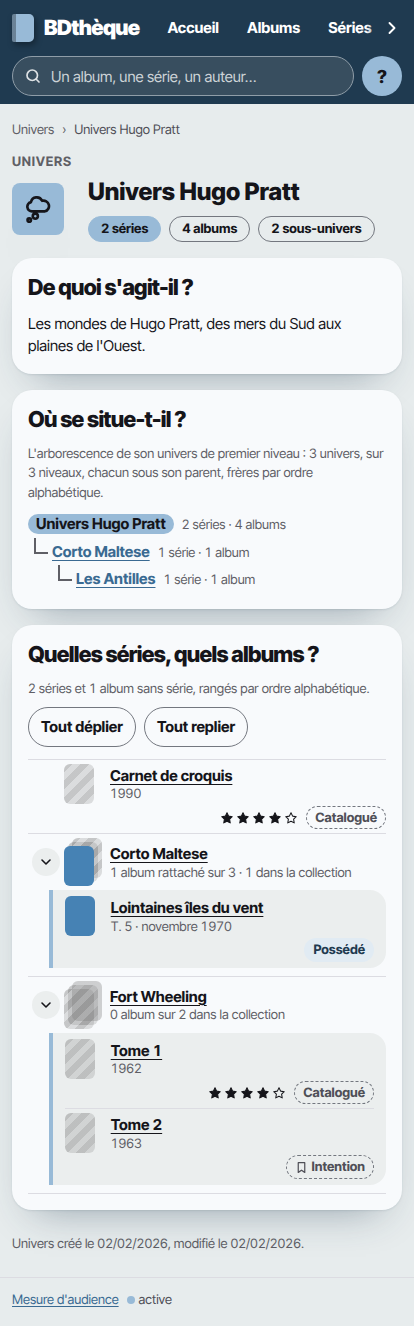 BDthèque Accueil Albums Séries
Un album, une série, un auteur... ?
Univers › Univers Hugo Pratt
UNIVERS
Univers Hugo Pratt
2 séries 4 albums 2 sous-univers
De quoi s'agit-il ?
Les mondes de Hugo Pratt, des mers du Sud aux
plaines de l'Ouest.
Où se situe-t-il ?
L'arborescence de son univers de premier niveau : 3 univers, sur
3 niveaux, chacun sous son parent, frères par ordre
alphabétique.
Univers Hugo Pratt 2 séries · 4 albums
Corto Maltese 1 série · 1 album
Les Antilles 1 série · 1 album
Quelles séries, quels albums ?
2 séries et 1 album sans série, rangés par ordre alphabétique.
Tout déplier Tout replier
Carnet de croquis
1990
★★★★☆ Catalogué
Corto Maltese
1 album rattaché sur 3 · 1 dans la collection
Lointaines îles du vent
T. 5 · novembre 1970
Possédé
Fort Wheeling
0 album sur 2 dans la collection
Tome 1
1962
★★★★☆ Catalogué
Tome 2
1963
Intention
Univers créé le 02/02/2026, modifié le 02/02/2026.
Mesure d'audience active